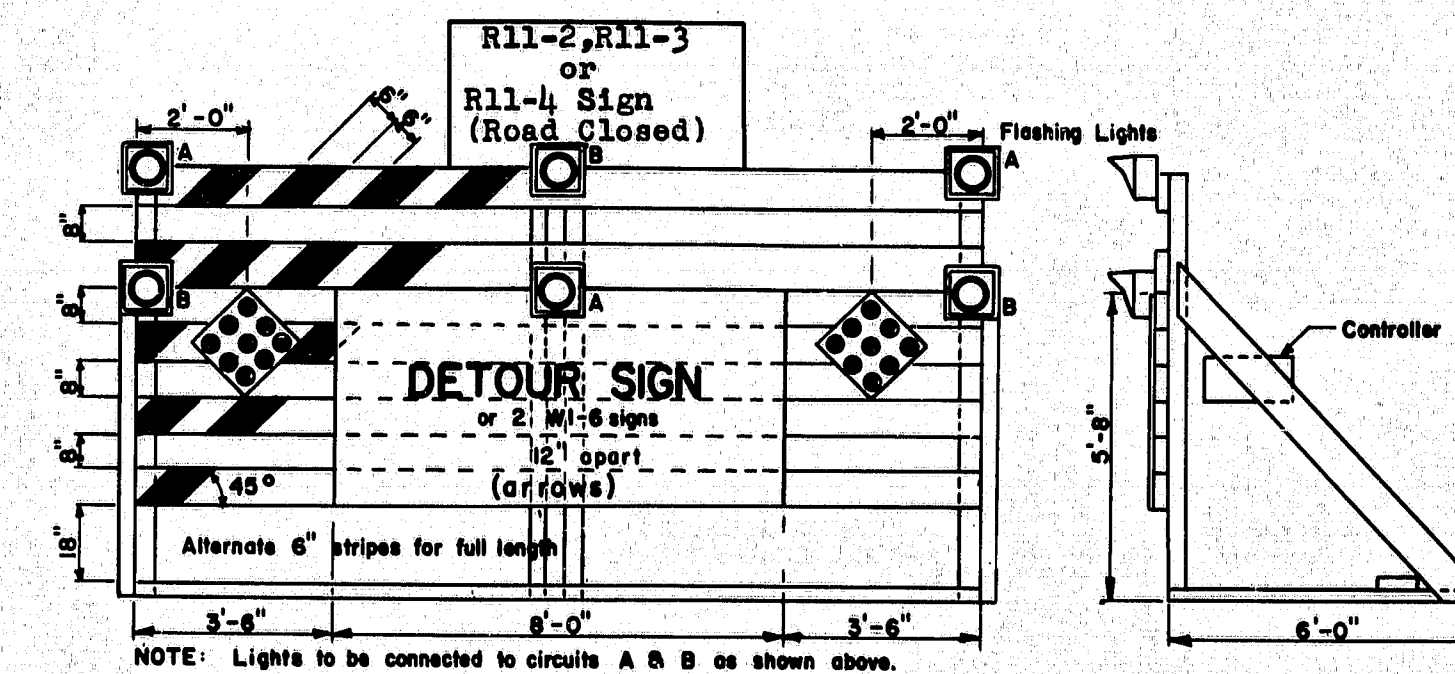 R11-2,R11-3
or
R11-4 Sign
(Road Closed)
6"
6"
2'-0"
2'-0"
Flashing Lights
A
B
A
8"
8"
B
A
B
Controller
8"
DETOUR SIGN
or 2 W1-6 signs
12" apart
(arrows)
8"
45°
5'-8"
18"
Alternate 6" stripes for full length
3'-6"
8'-0"
3'-6"
6'-0"
NOTE: Lights to be connected to circuits A & B as shown above.